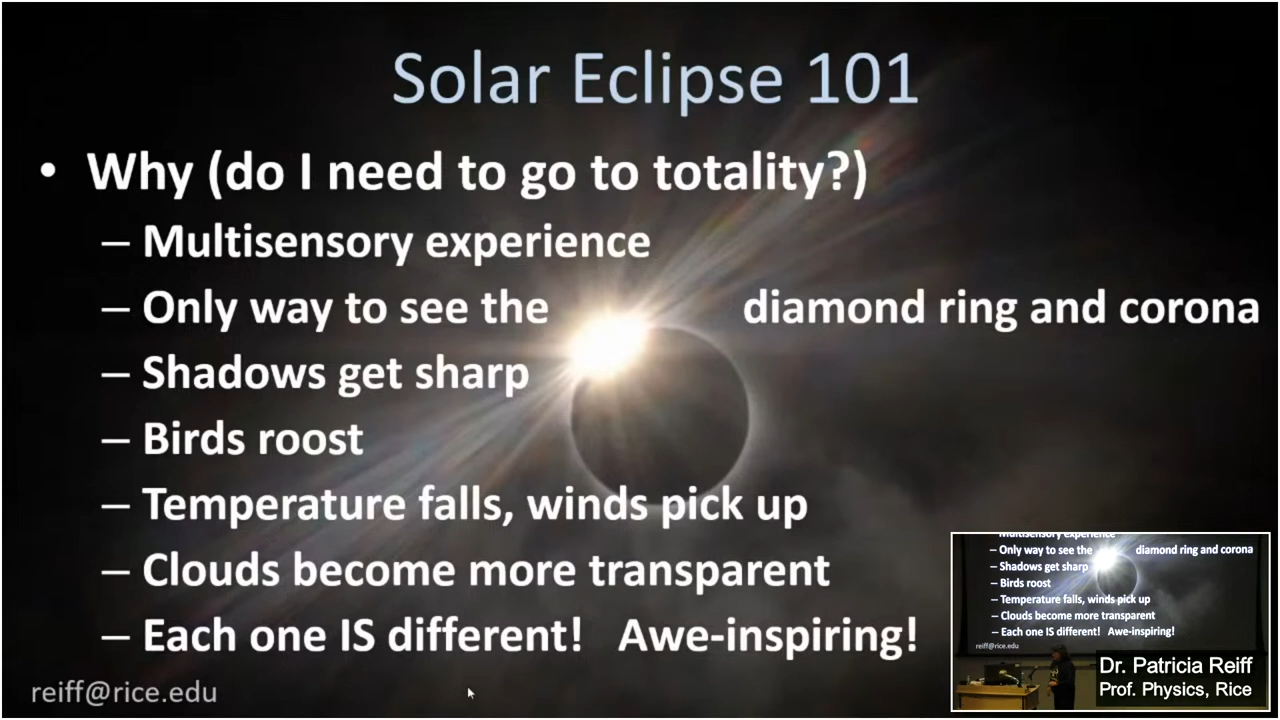 Solar Eclipse 101
• Why (do I need to go to totality?)
– Multisensory experience
– Only way to see the diamond ring and corona
– Shadows get sharp
– Birds roost
– Temperature falls, winds pick up
– Clouds become more transparent
– Each one IS different! Awe-inspiring!
reiff@rice.edu
Multisensory experience
– Only way to see the diamond ring and corona
– Shadows get sharp
– Birds roost
– Temperature falls, winds pick up
– Clouds become more transparent
– Each one IS different! Awe-inspiring!
reiff@rice.edu
Dr. Patricia Reiff
Prof. Physics, Rice